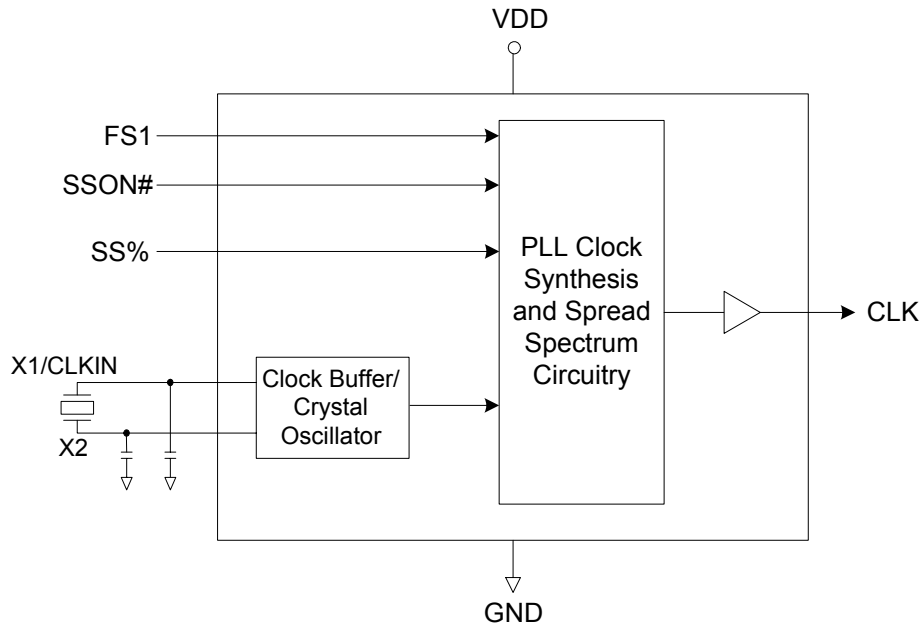 VDD
FS1
SSON#
SS%
PLL Clock
Synthesis
and Spread
Spectrum
Circuitry
CLK
X1/CLKIN
X2
Clock Buffer/
Crystal
Oscillator
GND